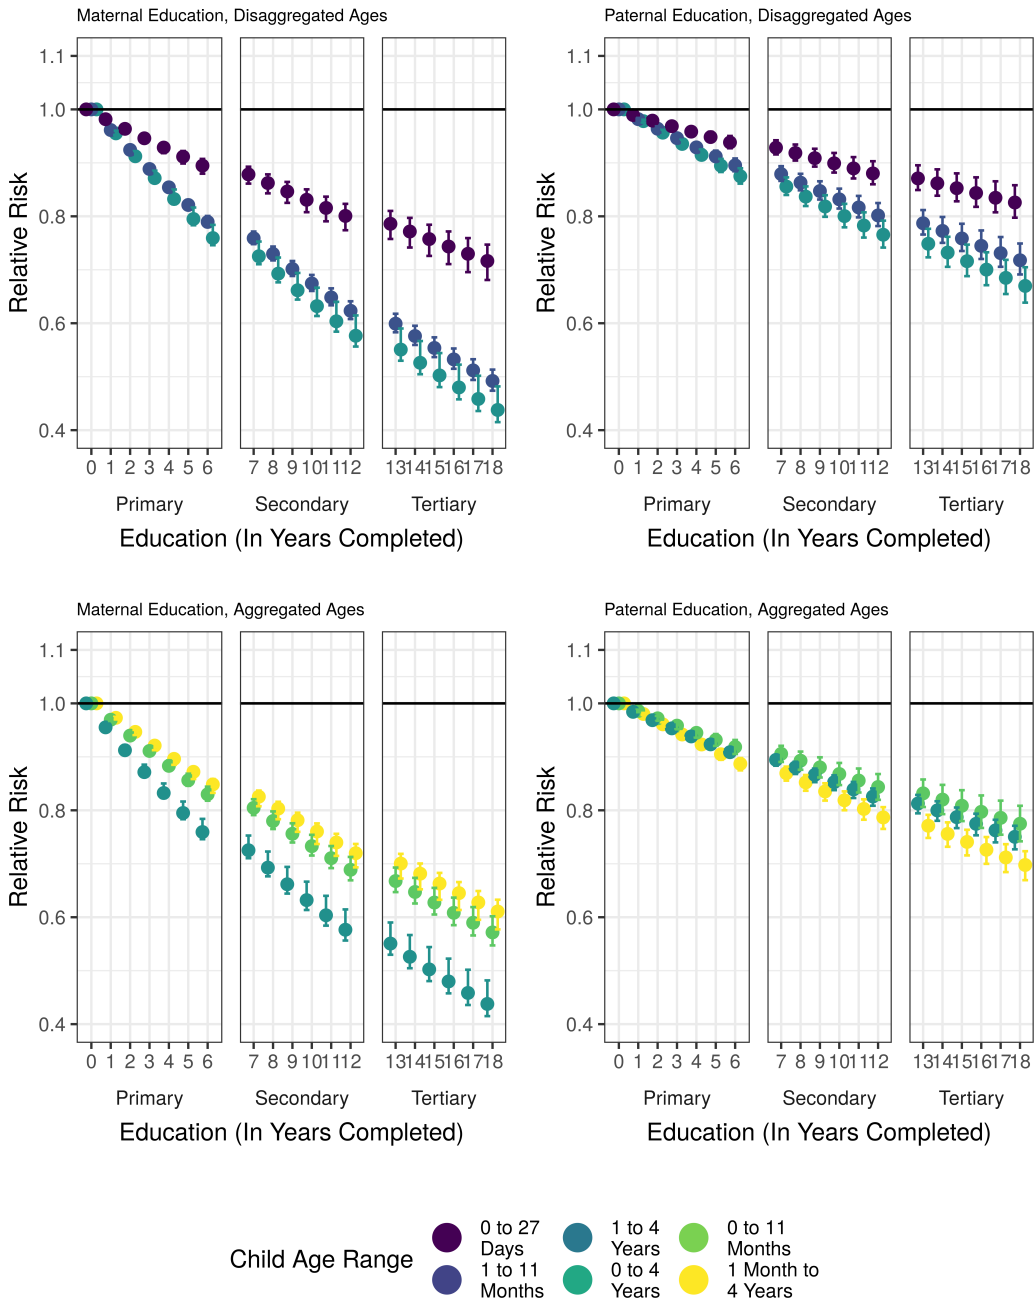 Maternal Education, Disaggregated Ages
1.1
1.0
0.8
0.6
0.4
Relative Risk
0 1 2 3 4 5 6
7 8 9 10 11 12
13 14 15 16 17 18
Primary
Secondary
Tertiary
Education (In Years Completed)
Paternal Education, Disaggregated Ages
1.1
1.0
0.8
0.6
0.4
Relative Risk
0 1 2 3 4 5 6
7 8 9 10 11 12
13 14 15 16 17 18
Primary
Secondary
Tertiary
Education (In Years Completed)
Maternal Education, Aggregated Ages
1.1
1.0
0.8
0.6
0.4
Relative Risk
0 1 2 3 4 5 6
7 8 9 10 11 12
13 14 15 16 17 18
Primary
Secondary
Tertiary
Education (In Years Completed)
Paternal Education, Aggregated Ages
1.1
1.0
0.8
0.6
0.4
Relative Risk
0 1 2 3 4 5 6
7 8 9 10 11 12
13 14 15 16 17 18
Primary
Secondary
Tertiary
Education (In Years Completed)
Child Age Range
0 to 27
Days
1 to 11
Months
1 to 4
Years
0 to 4
Years
0 to 11
Months
1 Month to
4 Years